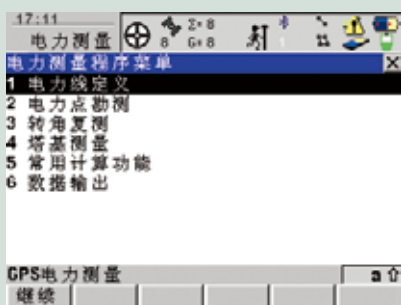 17:11
电力测量
8
Σ:8
G:8
1
电力测量程序菜单
1 电力线定义
2 电力点勘测
3 转角复测
4 塔基测量
5 常用计算功能
6 数据输出
GPS电力测量
a
继续